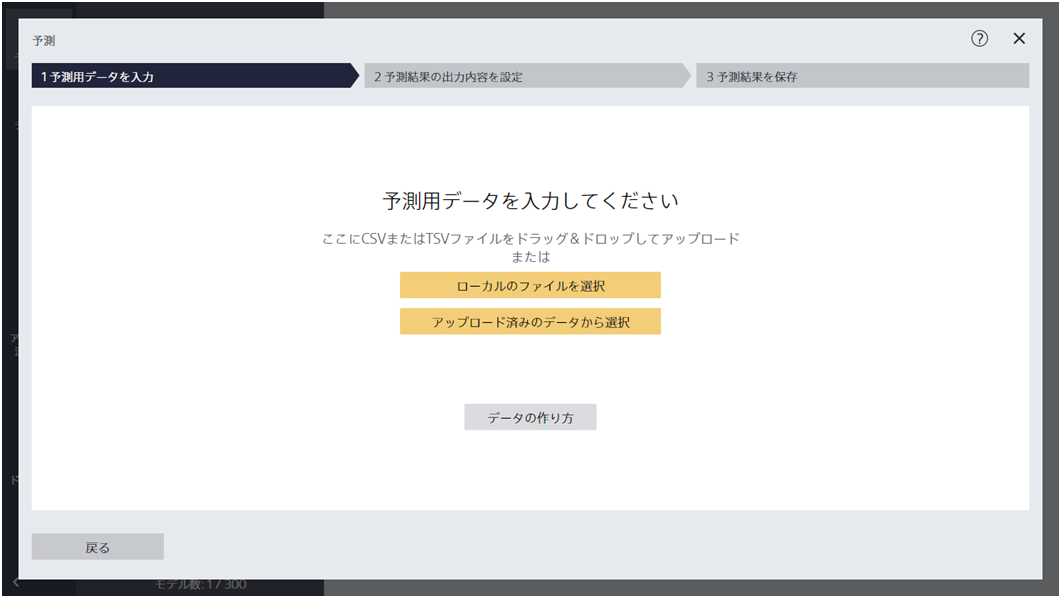 予測
?
1 予測用データを入力
2 予測結果の出力内容を設定
3 予測結果を保存
予測用データを入力してください
ここにCSVまたはTSVファイルをドラッグ＆ドロップしてアップロード
または
ローカルのファイルを選択
アップロード済みのデータから選択
データの作り方
戻る
モデル数: 1 / 300